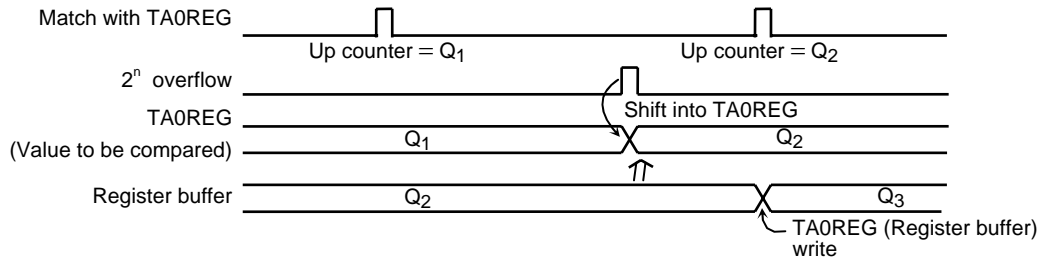 Match with TA0REG
Up counter = Q1
Up counter = Q2
2n overflow
Shift into TA0REG
TA0REG
(Value to be compared)
Q1
Q2
Register buffer
Q2
Q3
TA0REG (Register buffer)
write